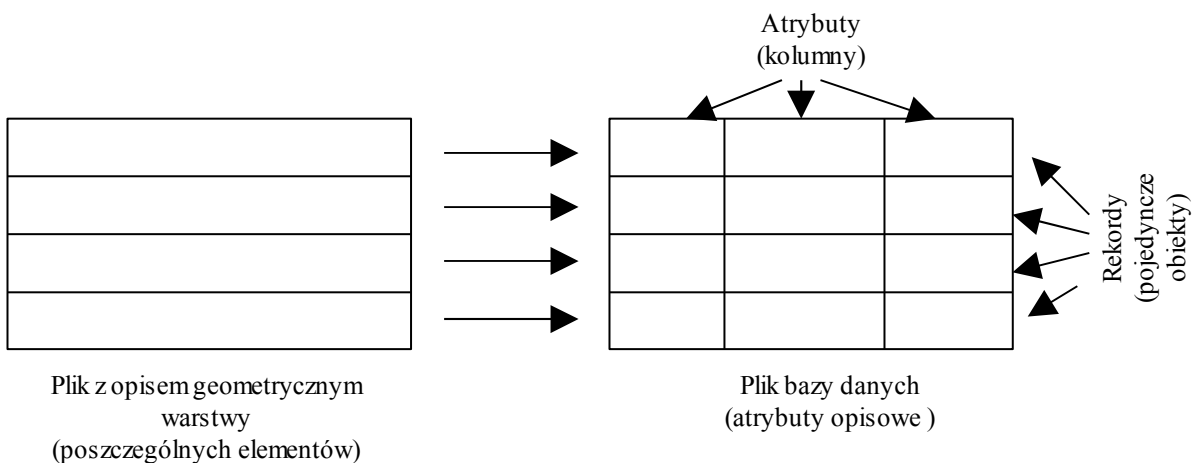 Atrybuty
(kolumny)
Rekordy
(pojedyncze
obiekty)
Plik z opisem geometrycznym
warstwy
(poszczególnych elementów)
Plik bazy danych
(atrybuty opisowe )